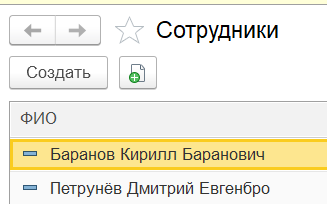 Сотрудники
Создать
ФИО
Баранов Кирилл Баранович
Петрунёв Дмитрий Евгенбро